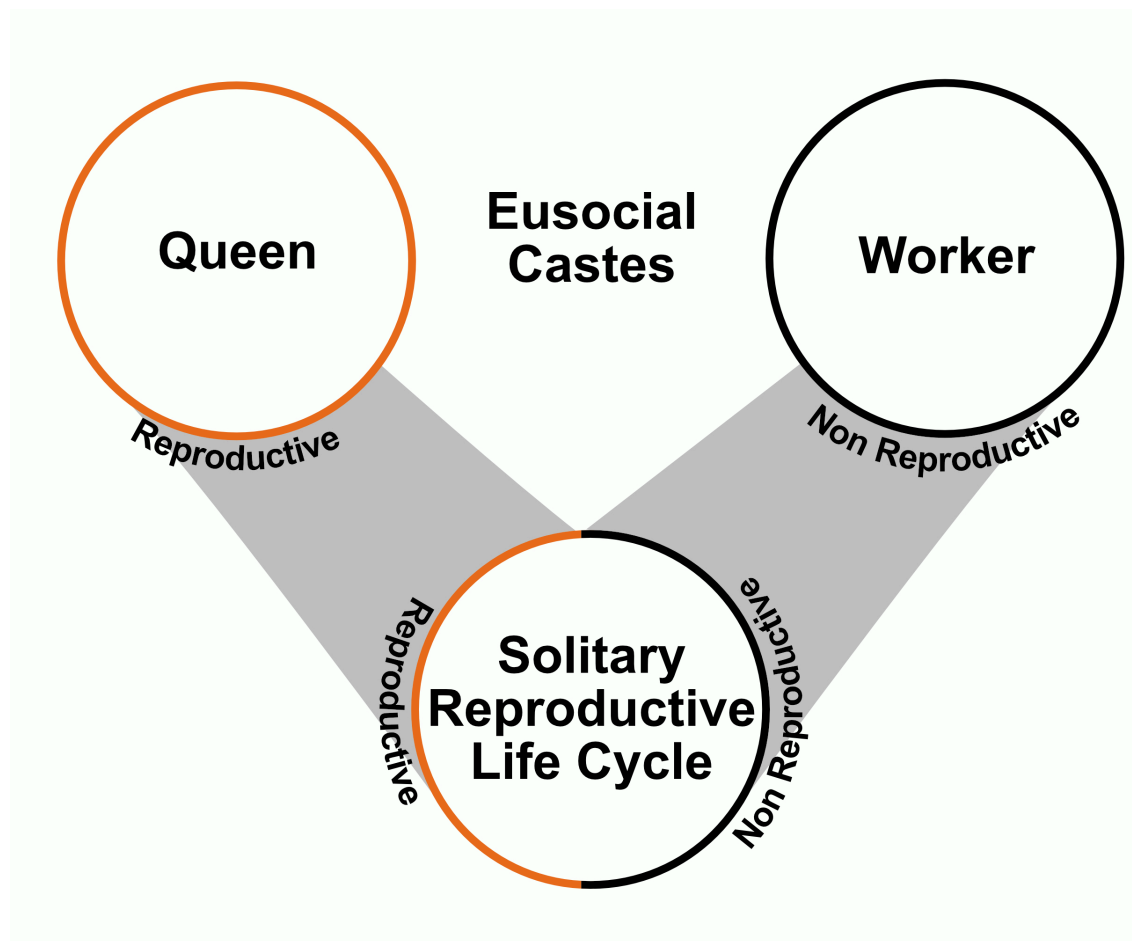 Queen
Eusocial
Castes
Worker
Reproductive
Non Reproductive
Reproductive
Solitary
Reproductive
Life Cycle
Non Reproductive